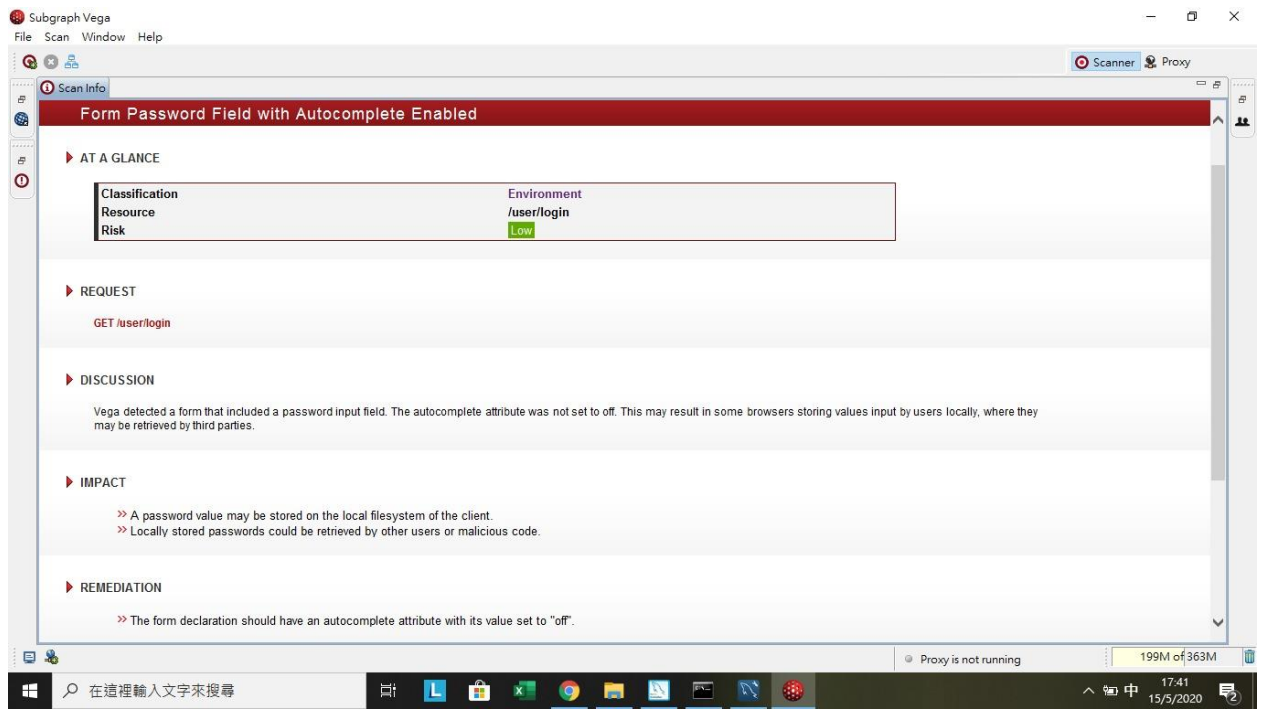 Subgraph Vega
File Scan Window Help
Scanner Proxy
Scan Info
Form Password Field with Autocomplete Enabled
AT A GLANCE
Classification Environment
Resource /user/login
Risk Low
REQUEST
GET /user/login
DISCUSSION
Vega detected a form that included a password input field. The autocomplete attribute was not set to off. This may result in some browsers storing values input by users locally, where they
may be retrieved by third parties.
IMPACT
>> A password value may be stored on the local filesystem of the client.
>> Locally stored passwords could be retrieved by other users or malicious code.
REMEDIATION
>> The form declaration should have an autocomplete attribute with its value set to "off".
Proxy is not running 199M of 363M
在這裡輸入文字來搜尋 L 中 17:41
15/5/2020 2